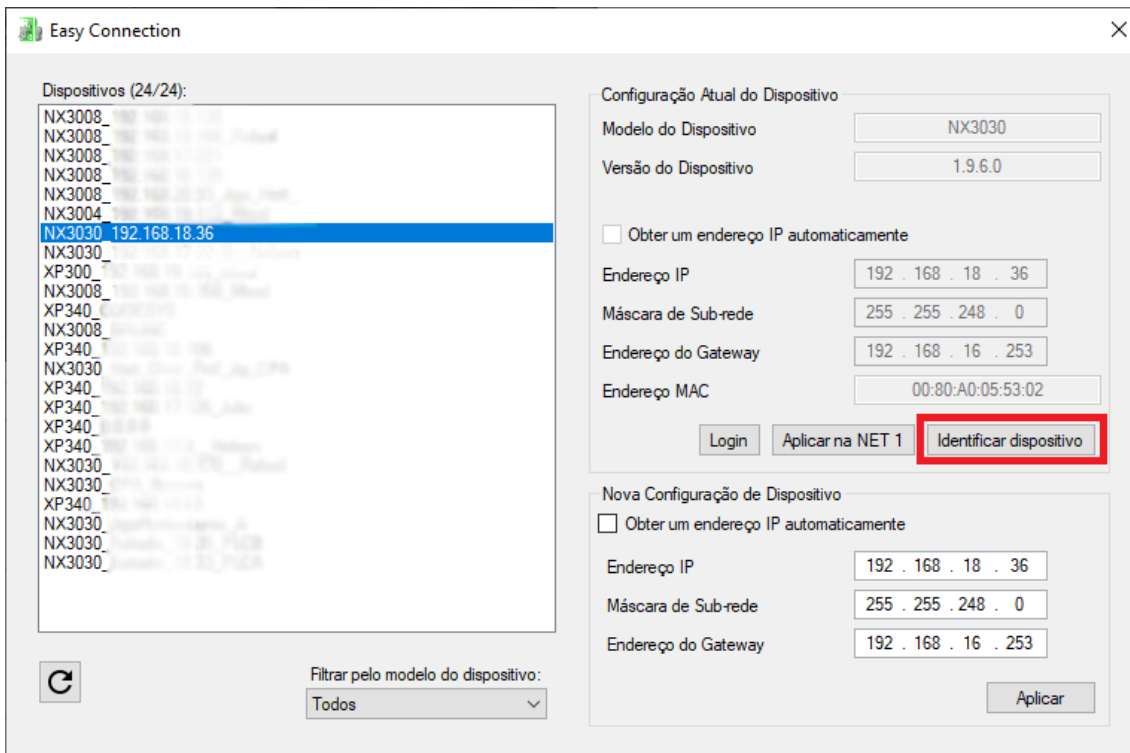 Easy Connection
Dispositivos (24/24):
NX3008_
NX3008_
NX3008_
NX3008_
NX3008_
NX3004_
NX3030_192.168.18.36
NX3030_
XP300_
NX3008_
XP340_
NX3008_
XP340_
NX3030_
XP340_
XP340_
XP340_
XP340_
NX3030_
NX3030_
XP340_
NX3030_
NX3030_
NX3030_
Filtrar pelo modelo do dispositivo:
Todos
Configuração Atual do Dispositivo
Modelo do Dispositivo NX3030
Versão do Dispositivo 1.9.6.0
Obter um endereço IP automaticamente
Endereço IP 192 . 168 . 18 . 36
Máscara de Sub-rede 255 . 255 . 248 . 0
Endereço do Gateway 192 . 168 . 16 . 253
Endereço MAC 00:80:A0:05:53:02
Login Aplicar na NET 1 Identificar dispositivo
Nova Configuração de Dispositivo
Obter um endereço IP automaticamente
Endereço IP 192 . 168 . 18 . 36
Máscara de Sub-rede 255 . 255 . 248 . 0
Endereço do Gateway 192 . 168 . 16 . 253
Aplicar